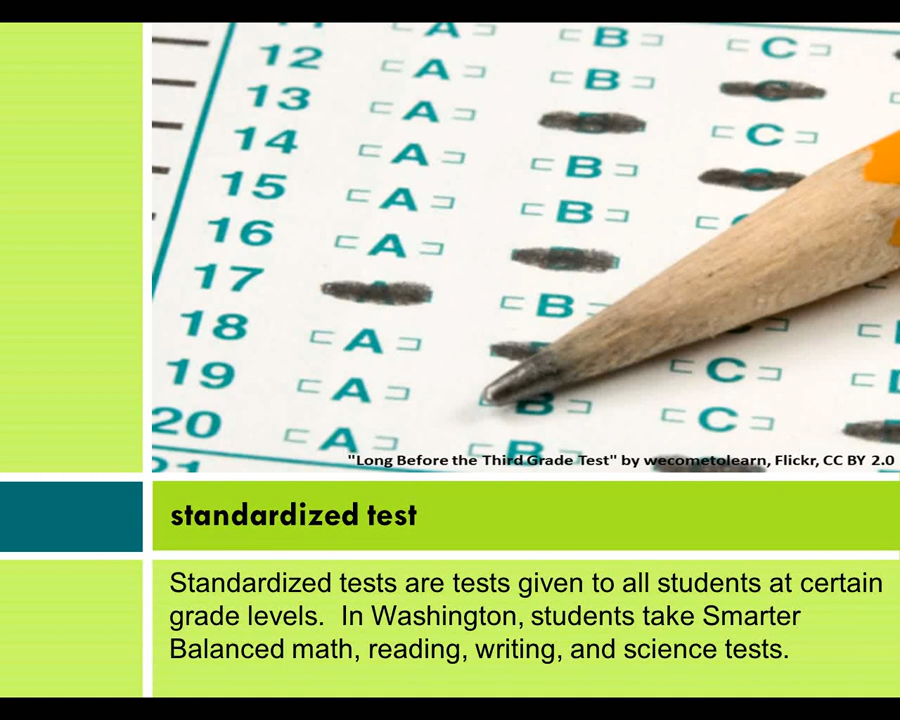 A B C
12 A B
13 A C
14 A B
15 A B
16 A
17 B
18 A C
19 A B C
20 A B
21
"Long Before the Third Grade Test" by wecometolearn, Flickr, CC BY 2.0
standardized test
Standardized tests are tests given to all students at certain
grade levels.  In Washington, students take Smarter
Balanced math, reading, writing, and science tests.